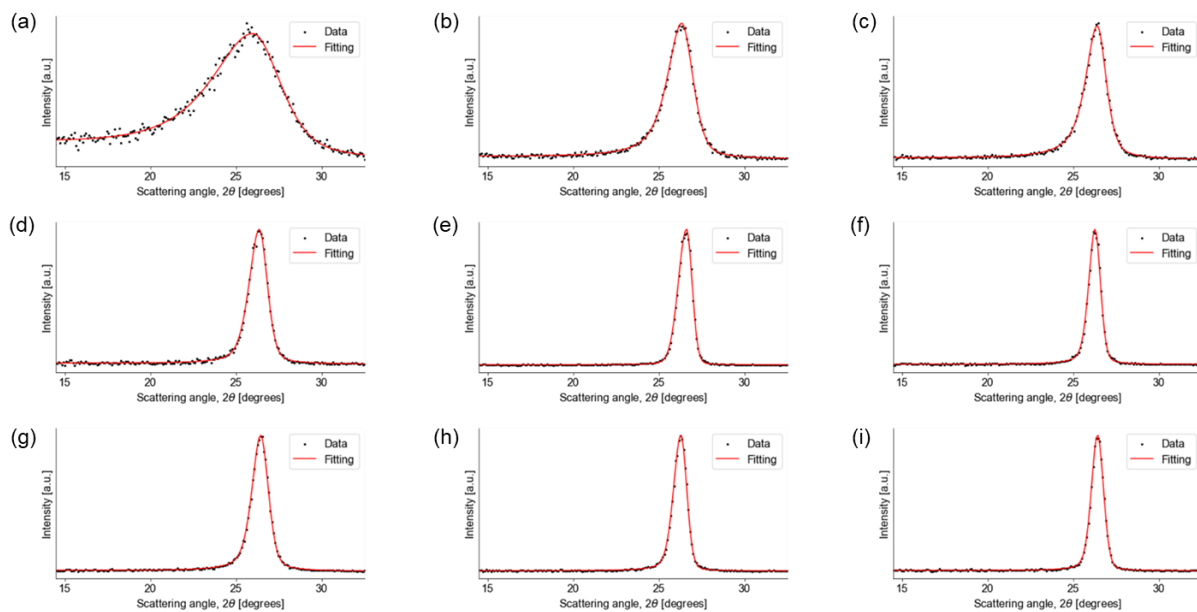 (a)
Intensity [a.u.]
Data
Fitting
15 20 25 30
Scattering angle, 2θ [degrees]
(b)
Intensity [a.u.]
Data
Fitting
15 20 25 30
Scattering angle, 2θ [degrees]
(c)
Intensity [a.u.]
Data
Fitting
15 20 25 30
Scattering angle, 2θ [degrees]
(d)
Intensity [a.u.]
Data
Fitting
15 20 25 30
Scattering angle, 2θ [degrees]
(e)
Intensity [a.u.]
Data
Fitting
15 20 25 30
Scattering angle, 2θ [degrees]
(f)
Intensity [a.u.]
Data
Fitting
15 20 25 30
Scattering angle, 2θ [degrees]
(g)
Intensity [a.u.]
Data
Fitting
15 20 25 30
Scattering angle, 2θ [degrees]
(h)
Intensity [a.u.]
Data
Fitting
15 20 25 30
Scattering angle, 2θ [degrees]
(i)
Intensity [a.u.]
Data
Fitting
15 20 25 30
Scattering angle, 2θ [degrees]